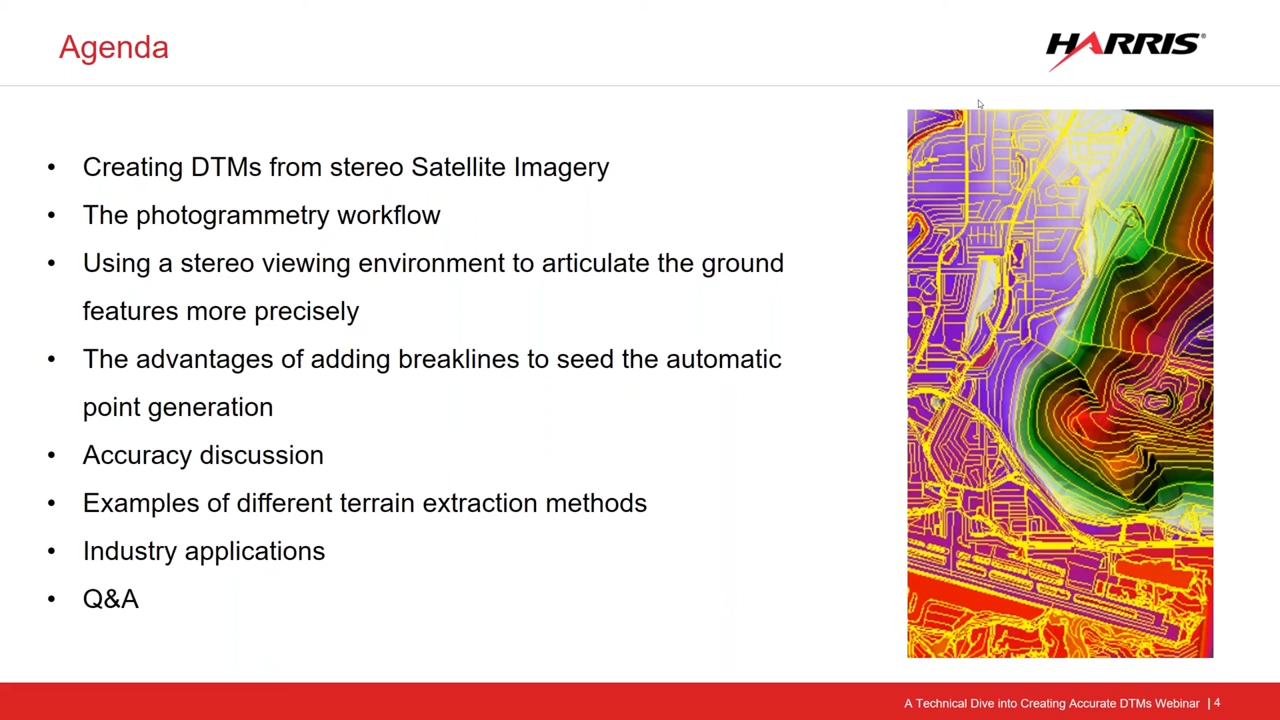 Agenda
HARRIS®
• Creating DTMs from stereo Satellite Imagery
• The photogrammetry workflow
• Using a stereo viewing environment to articulate the ground
features more precisely
• The advantages of adding breaklines to seed the automatic
point generation
• Accuracy discussion
• Examples of different terrain extraction methods
• Industry applications
• Q&A
A Technical Dive into Creating Accurate DTMs Webinar | 4